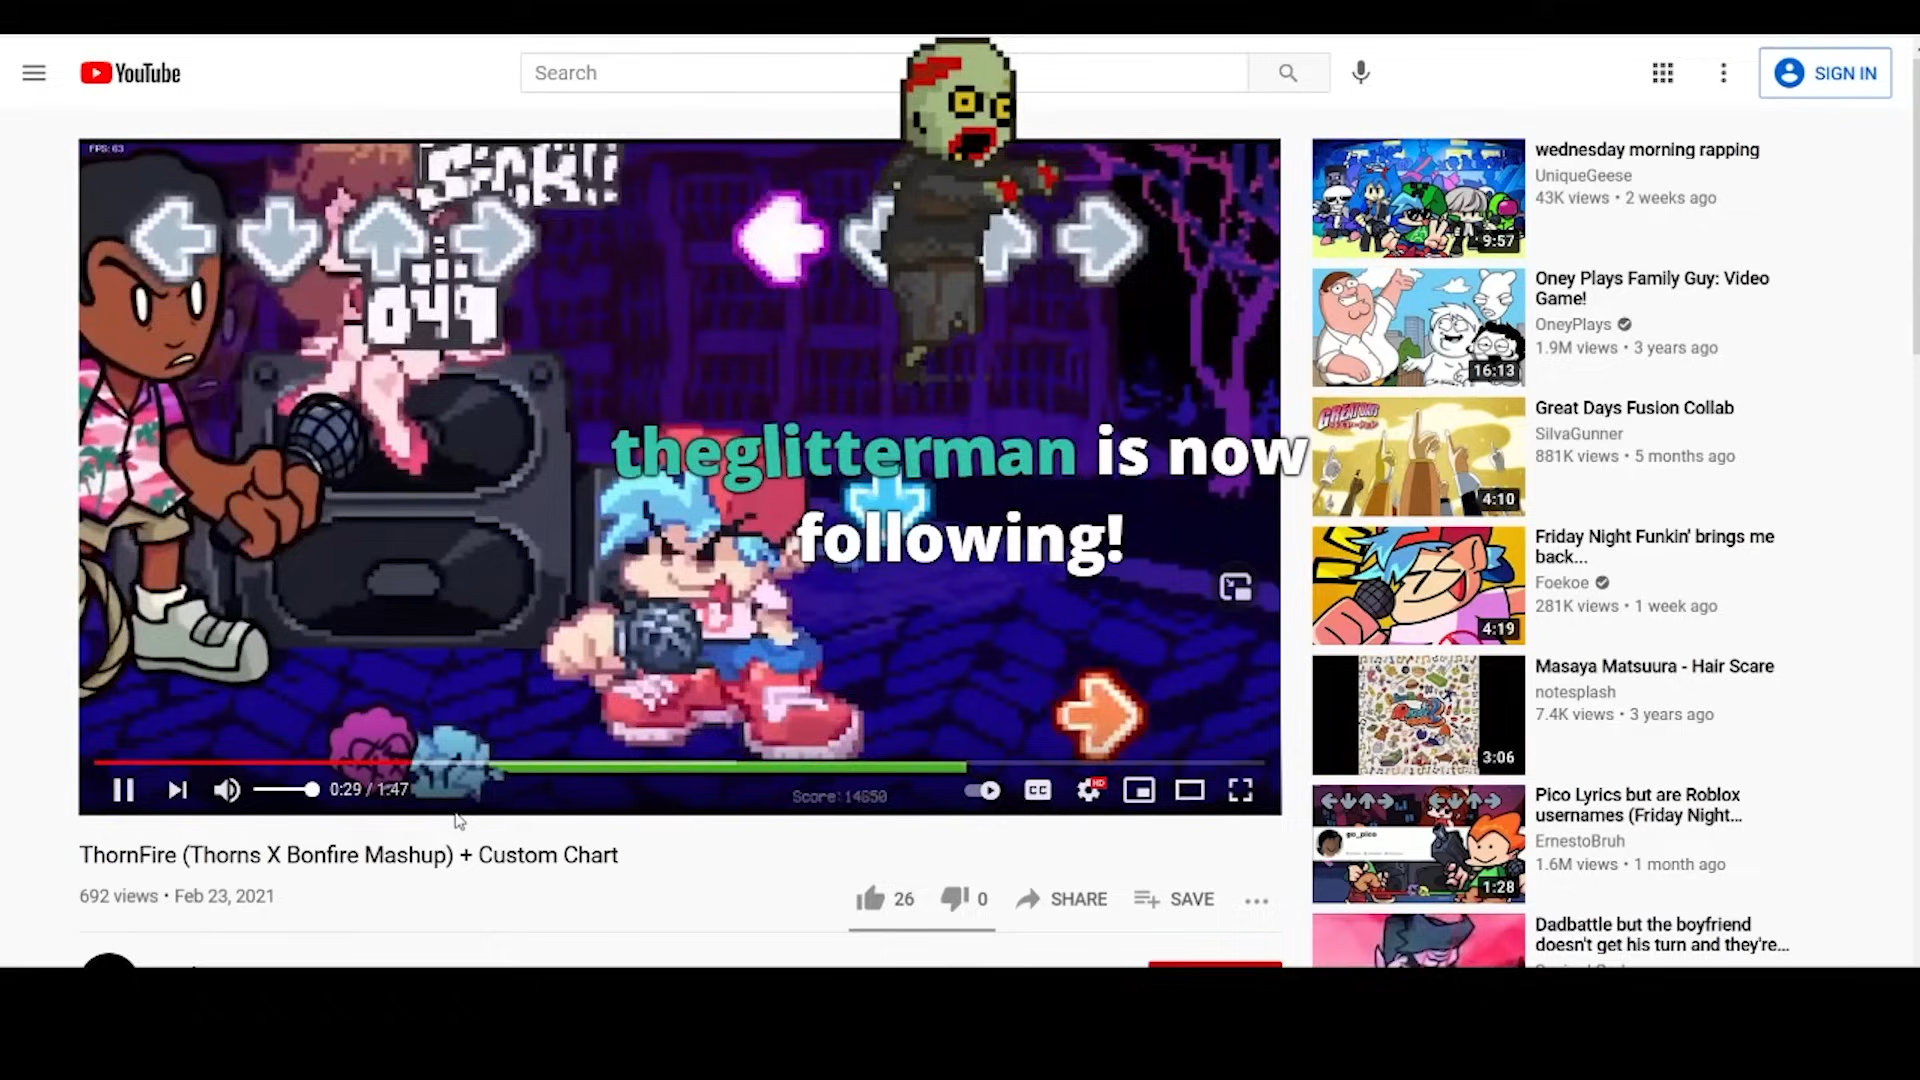 YouTube
Search
SIGN IN
FPS: 63
SiCK!!
049
theglitterman is now
following!
0:29 / 1:47
Score:14650
CC
HD
ThornFire (Thorns X Bonfire Mashup) + Custom Chart
692 views • Feb 23, 2021
26
0
SHARE
SAVE
wednesday morning rapping
UniqueGeese
43K views • 2 weeks ago
9:57
Oney Plays Family Guy: Video
Game!
OneyPlays
1.9M views • 3 years ago
16:13
Great Days Fusion Collab
SilvaGunner
881K views • 5 months ago
4:10
Friday Night Funkin' brings me
back...
Foekoe
281K views • 1 week ago
4:19
Masaya Matsuura - Hair Scare
notesplash
7.4K views • 3 years ago
3:06
Pico Lyrics but are Roblox
usernames (Friday Night...
ErnestoBruh
1.6M views • 1 month ago
go_pico
1:28
Dadbattle but the boyfriend
doesn't get his turn and they're...